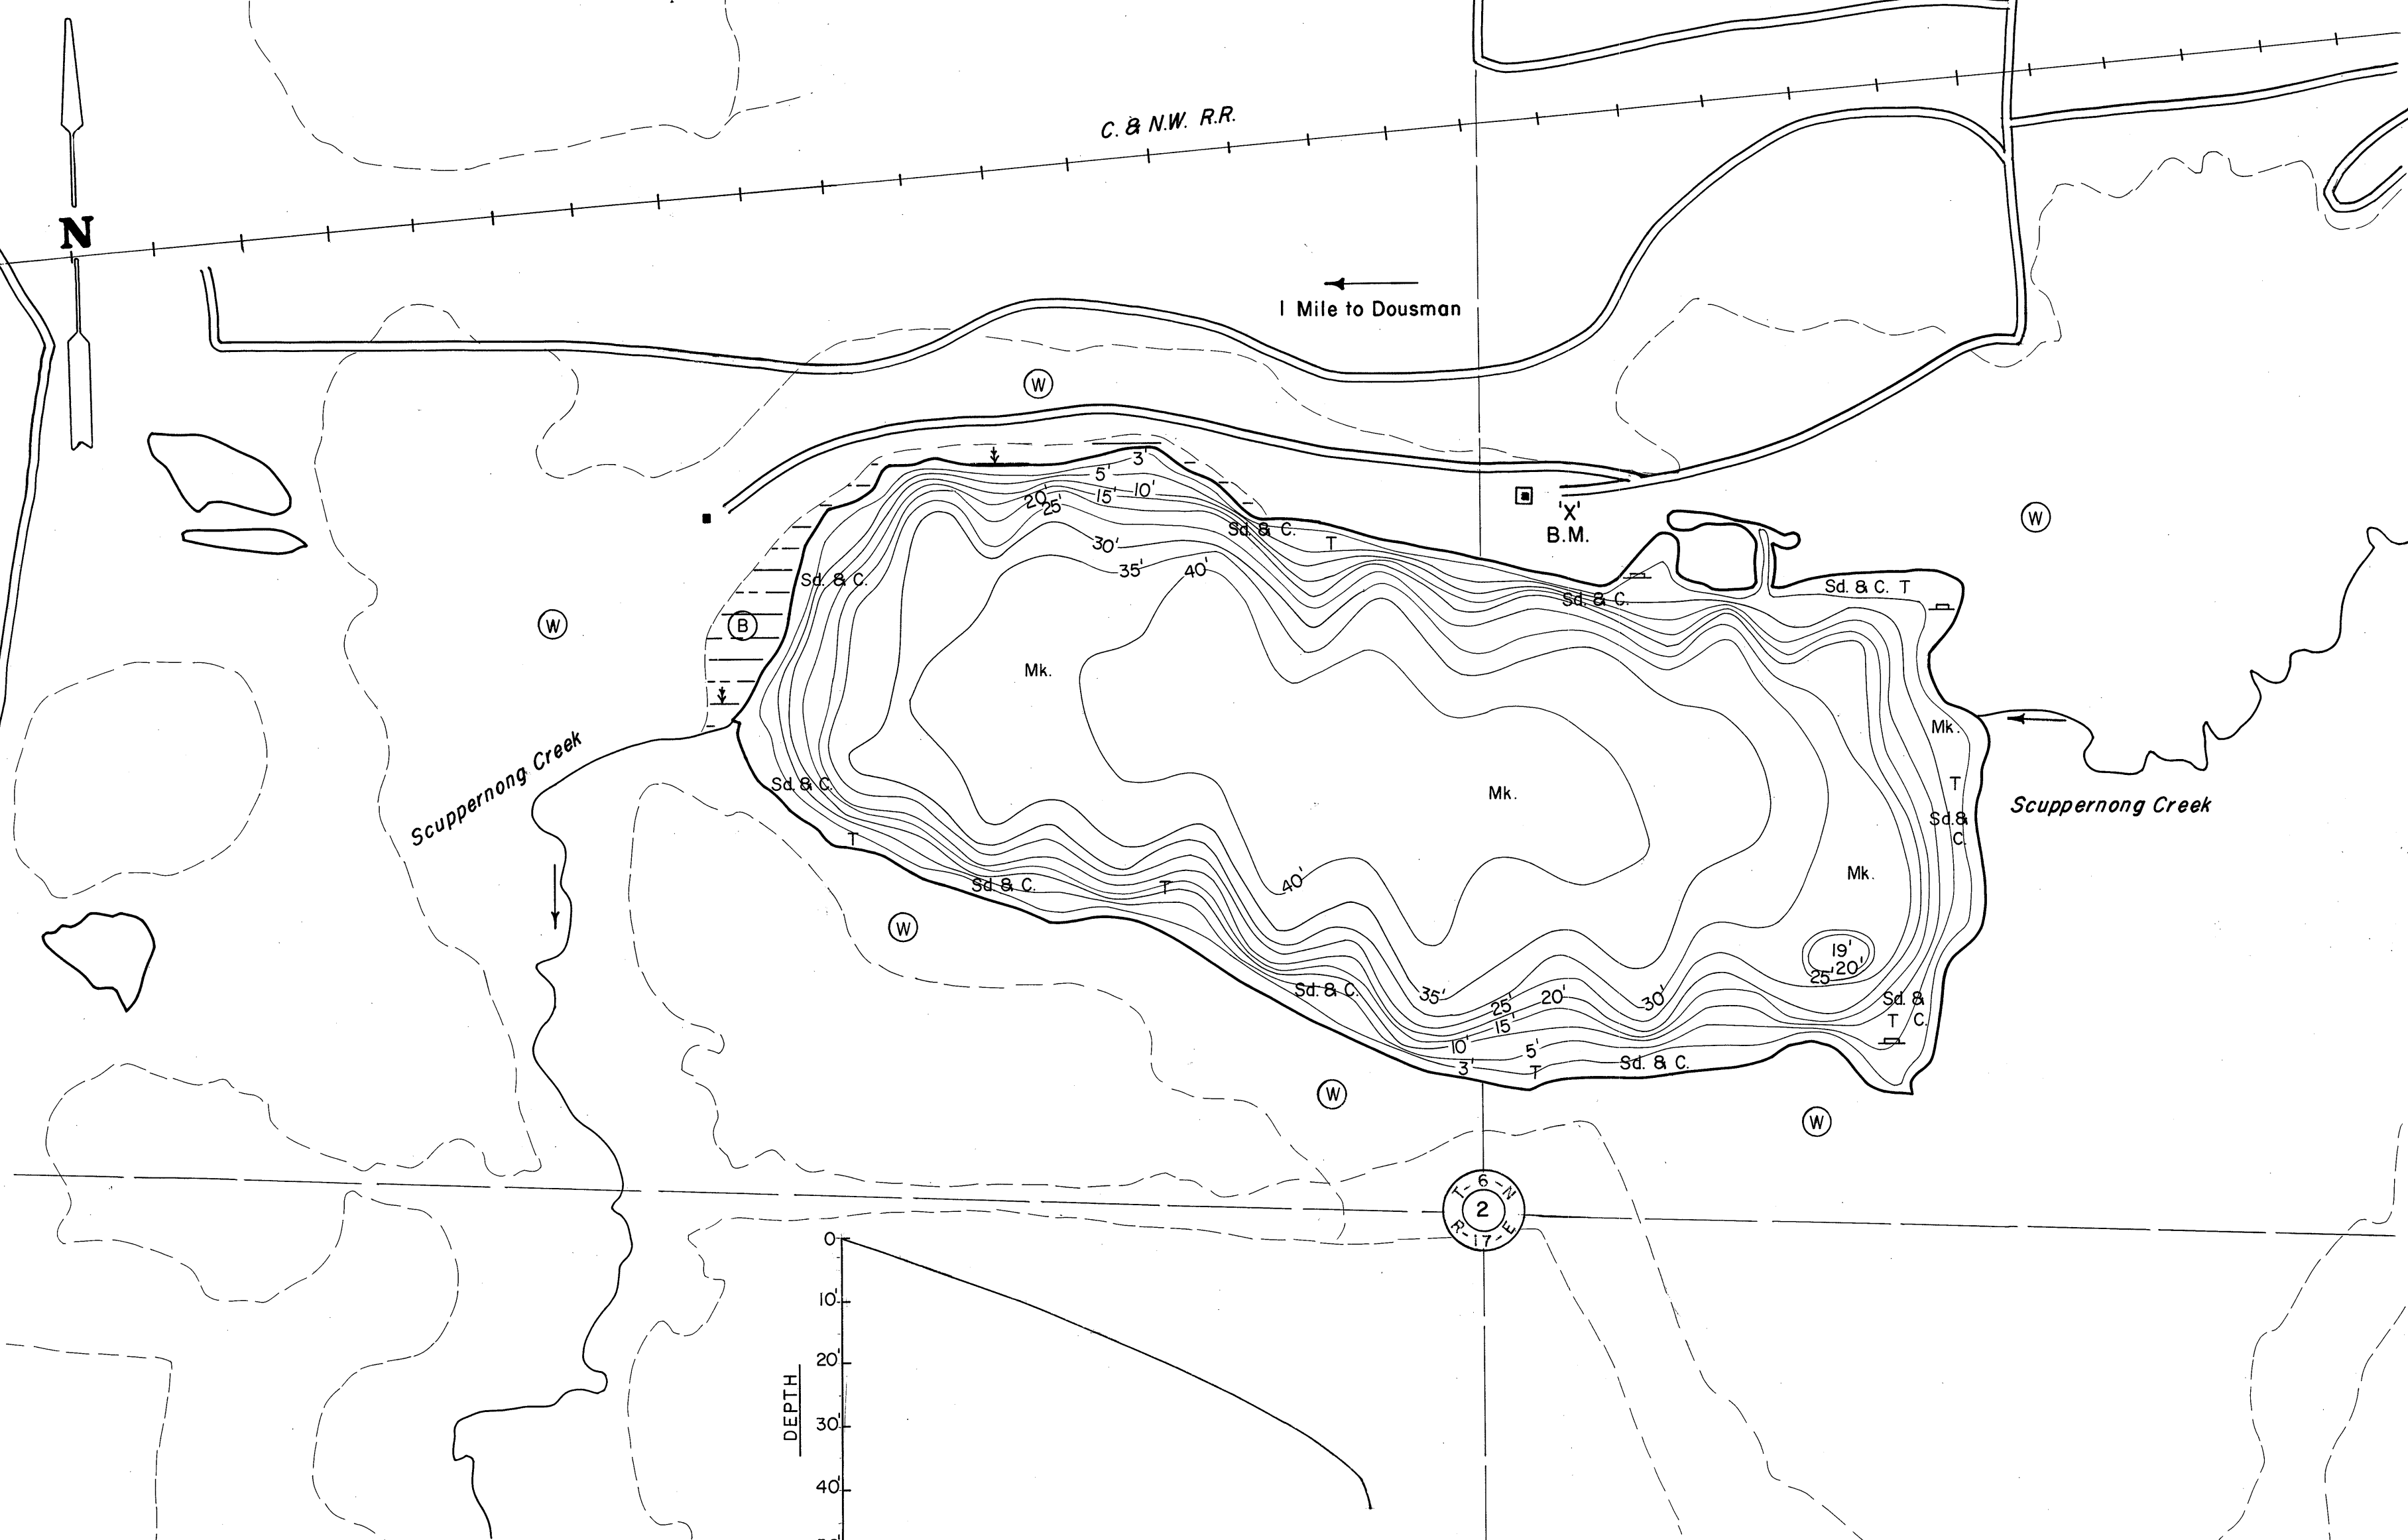 C. & N.W. R.R.
N
1 Mile to Dousman
W
3'
5'
10'
15'
20'
25'
'X'
B.M.
W
Sd. & C.
T
30'
35'
40'
Sd. & C.
Sd. & C.
Sd. & C. T
W
B
Mk.
Mk.
Scuppernong Creek
Sd. & C.
Mk.
T
Scuppernong Creek
Sd. &
C.
T
Sd. & C.
T
40'
Mk.
W
19'
20'
25'
Sd. & C.
35'
25'
20'
30'
Sd. &
T C.
15'
10'
5'
3'
T
Sd. & C.
W
W
T-6-N
2
R-17-E
0
10'
20'
30'
40'
DEPTH